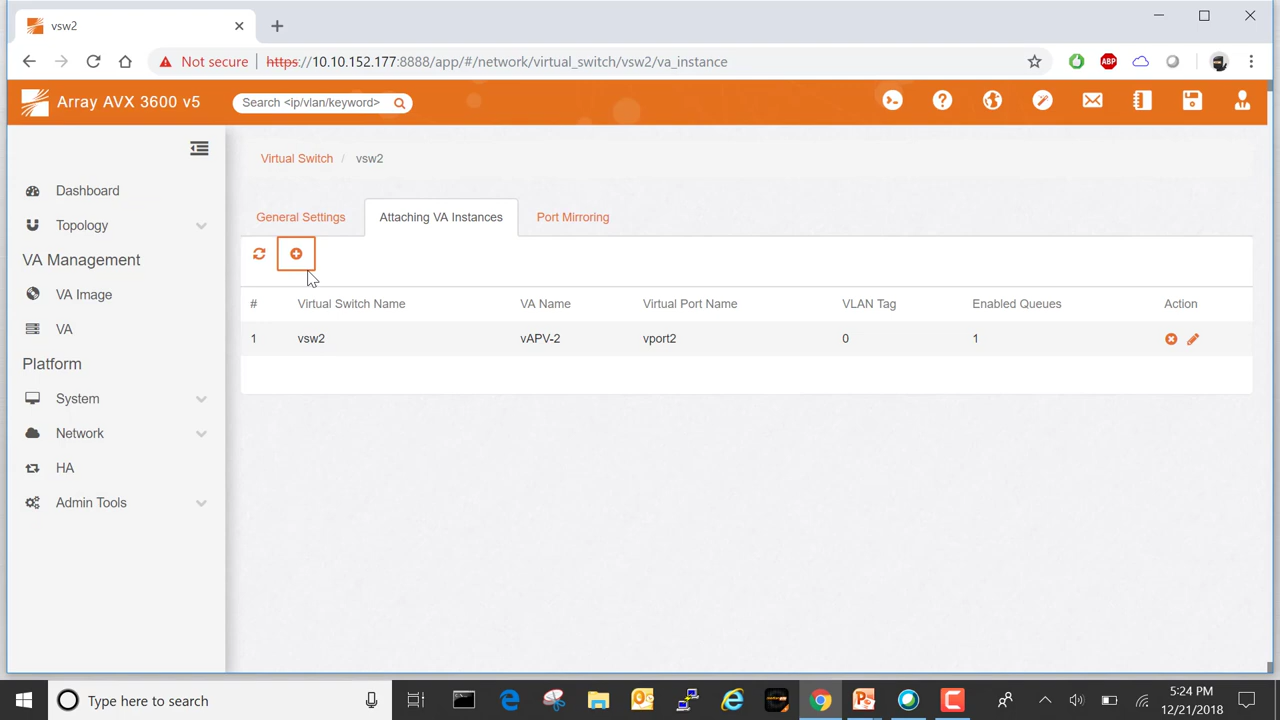 vsw2
Not secure https://10.10.152.177:8888/app/#/network/virtual_switch/vsw2/va_instance
ABP
Array AVX 3600 v5
Search <ip/vlan/keyword>
Virtual Switch / vsw2
Dashboard
Topology
VA Management
VA Image
VA
Platform
System
Network
HA
Admin Tools
General Settings
Attaching VA Instances
Port Mirroring
# Virtual Switch Name VA Name Virtual Port Name VLAN Tag Enabled Queues Action
1 vsw2 vAPV-2 vport2 0 1
Type here to search
5:24 PM
12/21/2018